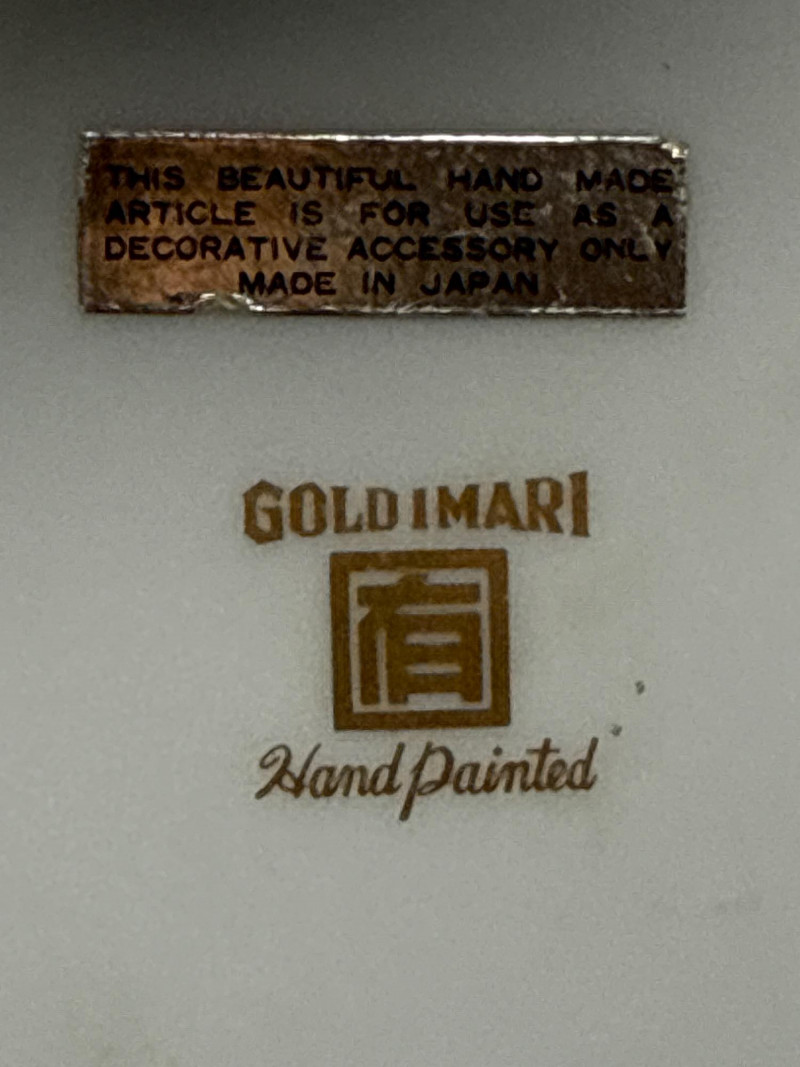 THIS BEAUTIFUL HAND MADE
ARTICLE IS FOR USE AS A
DECORATIVE ACCESSORY ONLY
MADE IN JAPAN
GOLD IMARI
有
Hand Painted